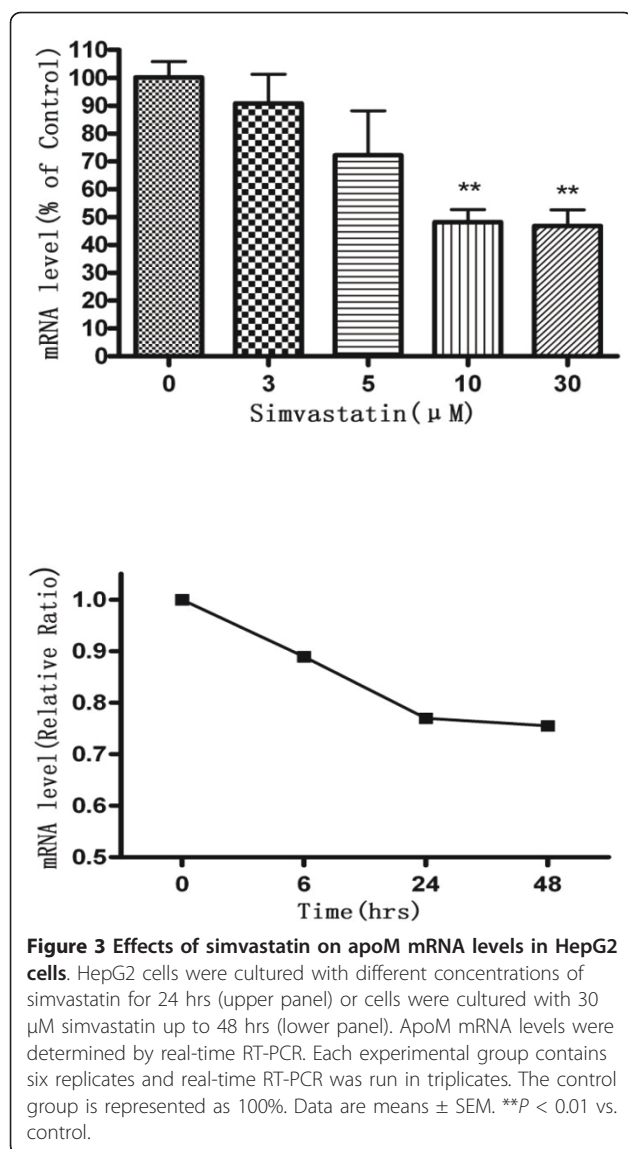 110
100
90
80
70
60
50
40
30
20
10
0
mRNA level(% of Control)
**
**
0 3 5 10 30
Simvastatin(μM)
1.0
0.9
0.8
0.7
0.6
0.5
mRNA level(Relative Ratio)
0 6 24 48
Time(hrs)
Figure 3 Effects of simvastatin on apoM mRNA levels in HepG2
cells. HepG2 cells were cultured with different concentrations of
simvastatin for 24 hrs (upper panel) or cells were cultured with 30
μM simvastatin up to 48 hrs (lower panel). ApoM mRNA levels were
determined by real-time RT-PCR. Each experimental group contains
six replicates and real-time RT-PCR was run in triplicates. The control
group is represented as 100%. Data are means ± SEM. **P < 0.01 vs.
control.